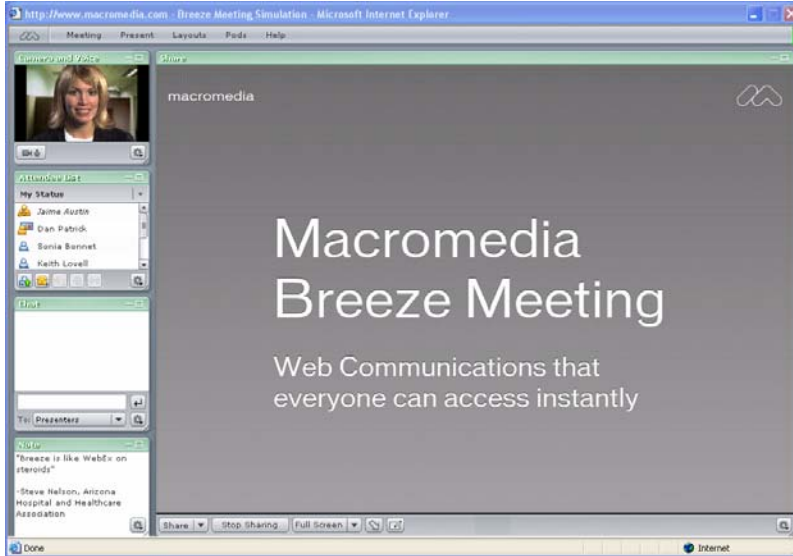 http://www.macromedia.com - Breeze Meeting Simulation - Microsoft Internet Explorer
Meeting Present Layouts Pods Help
Camera and Voice
Attendee List
My Status
Jaime Austin
Dan Patrick
Sonia Bonnet
Keith Lovell
Chat
To: Presenters
Note
"Breeze is like WebEx on
steroids"
-Steve Nelson, Arizona
Hospital and Healthcare
Association
Share
macromedia
Macromedia
Breeze Meeting
Web Communications that
everyone can access instantly
Share Stop Sharing Full Screen
Done Internet